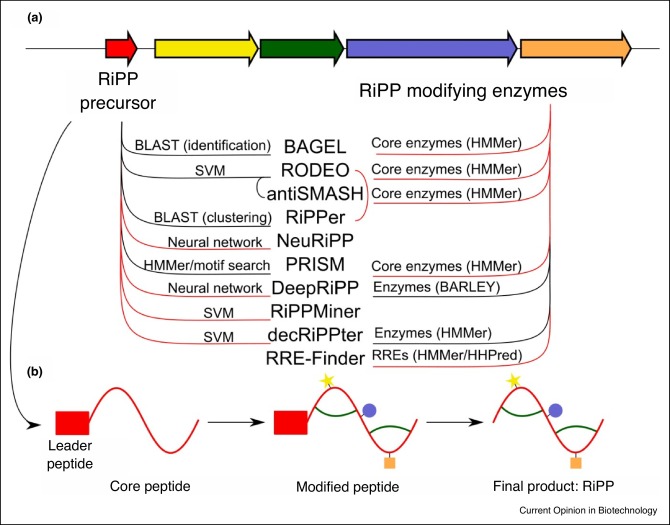 (a)
RiPP
precursor
RiPP modifying enzymes
BLAST (identification) BAGEL Core enzymes (HMMer)
SVM RODEO Core enzymes (HMMer)
antiSMASH Core enzymes (HMMer)
BLAST (clustering) RiPPer
Neural network NeuRiPP
HMMer/motif search PRISM Core enzymes (HMMer)
Neural network DeepRiPP Enzymes (BARLEY)
SVM RiPPMiner
SVM decRiPPter Enzymes (HMMer)
RRE-Finder RREs (HMMer/HHPred)
(b)
Leader
peptide
Core peptide
Modified peptide
Final product: RiPP
Current Opinion in Biotechnology